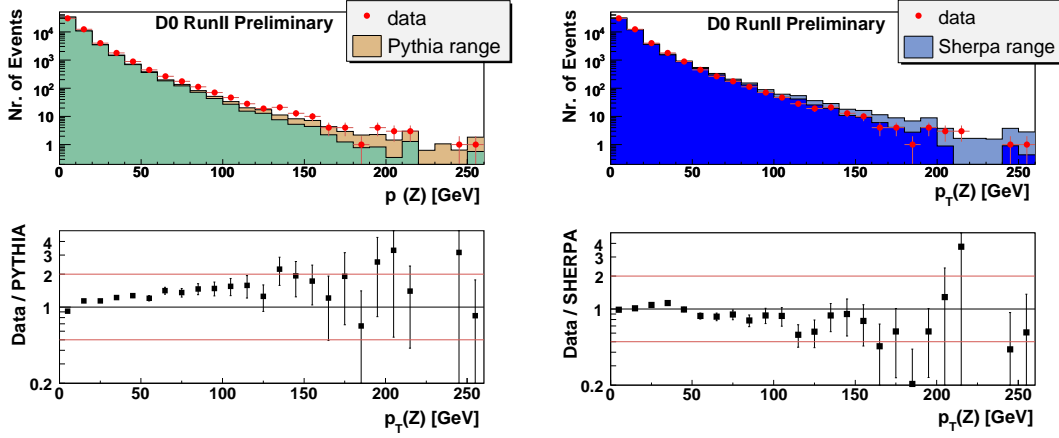 D0 RunII Preliminary
data
Pythia range
Nr. of Events
10⁴
10³
10²
10
1
0 50 100 150 200 250
p (Z) [GeV]
D0 RunII Preliminary
data
Sherpa range
Nr. of Events
10⁴
10³
10²
10
1
0 50 100 150 200 250
p_T(Z) [GeV]
Data / PYTHIA
4
2
1
0.2
0 50 100 150 200 250
p_T(Z) [GeV]
Data / SHERPA
4
2
1
0.2
0 50 100 150 200 250
p_T(Z) [GeV]